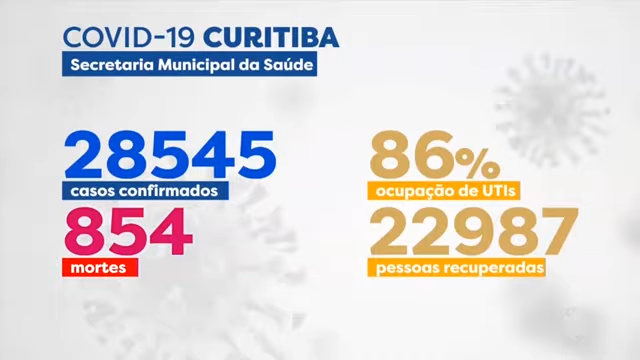 COVID-19 CURITIBA
Secretaria Municipal da Saúde
28545
casos confirmados
854
mortes
86%
ocupação de UTIs
22987
pessoas recuperadas